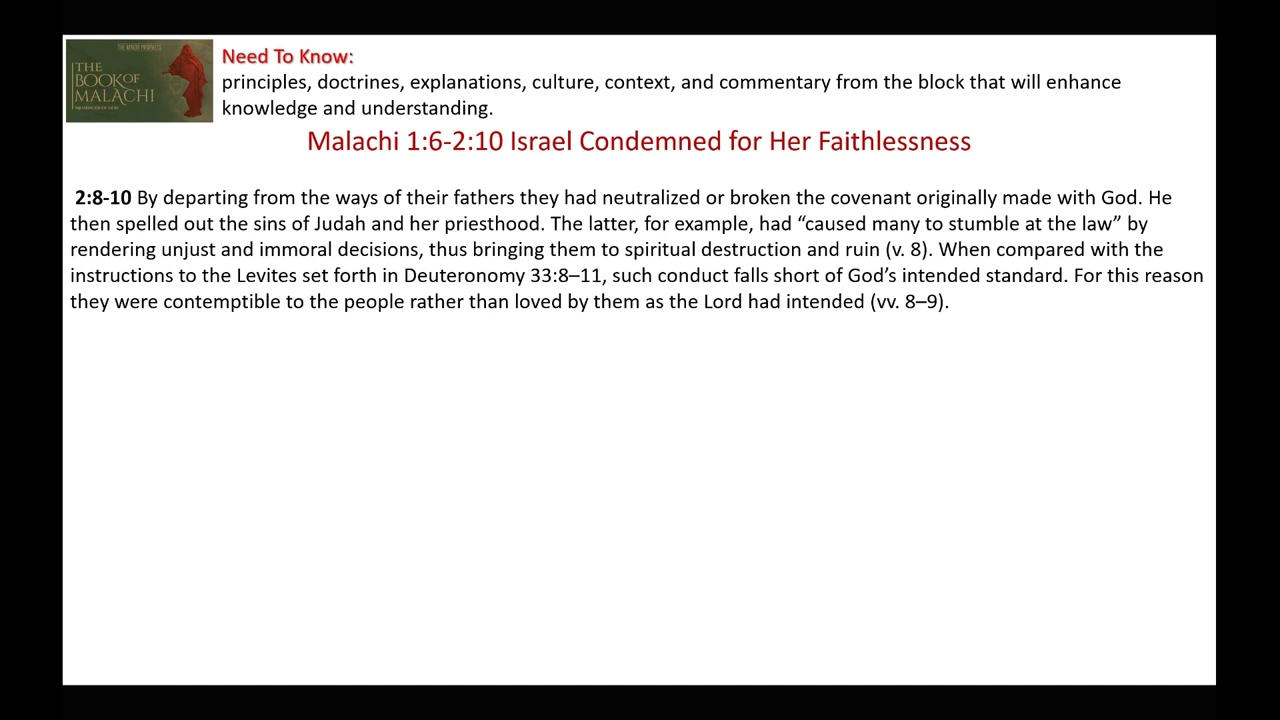 THE MINOR PROPHETS
THE
BOOK OF
MALACHI
MESSENGER OF GOD
Need To Know:
principles, doctrines, explanations, culture, context, and commentary from the block that will enhance
knowledge and understanding.
Malachi 1:6-2:10 Israel Condemned for Her Faithlessness
2:8-10 By departing from the ways of their fathers they had neutralized or broken the covenant originally made with God. He
then spelled out the sins of Judah and her priesthood. The latter, for example, had “caused many to stumble at the law” by
rendering unjust and immoral decisions, thus bringing them to spiritual destruction and ruin (v. 8). When compared with the
instructions to the Levites set forth in Deuteronomy 33:8–11, such conduct falls short of God’s intended standard. For this reason
they were contemptible to the people rather than loved by them as the Lord had intended (vv. 8–9).